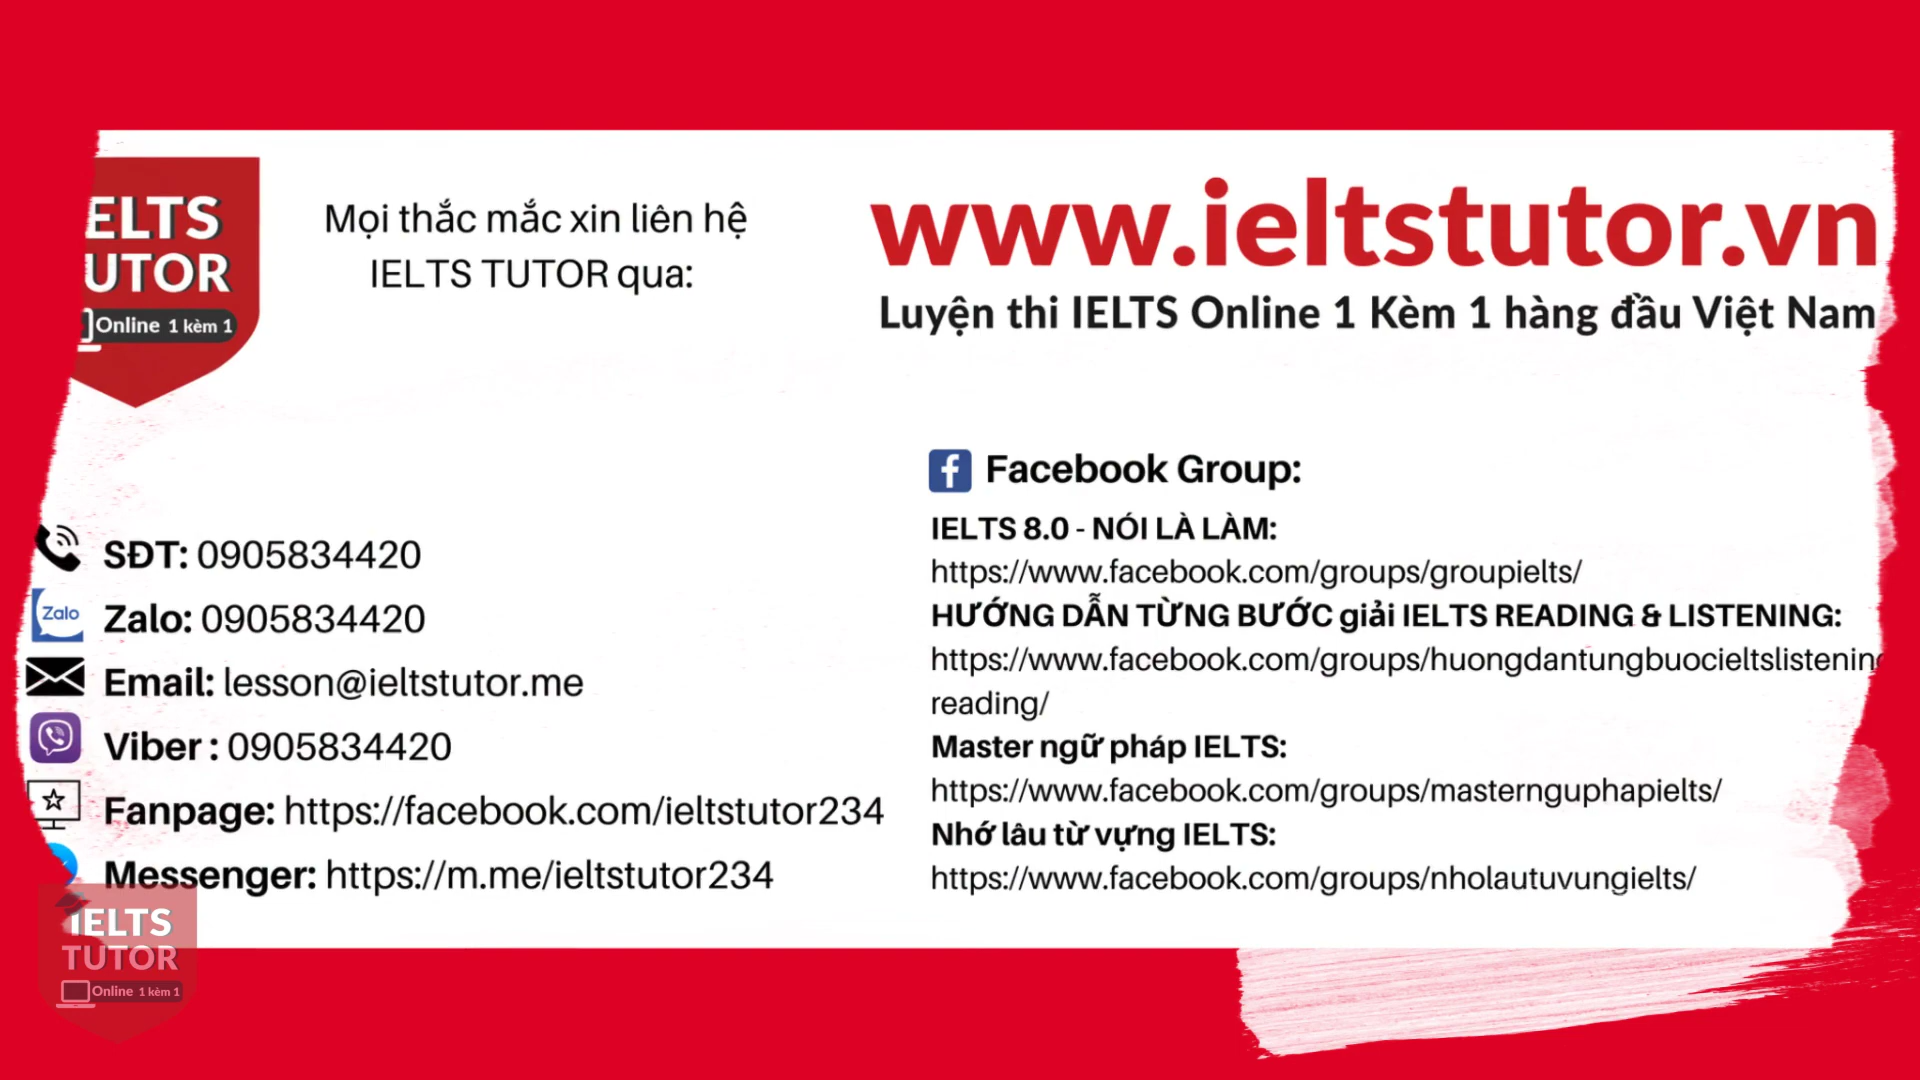 ELTS
UTOR
Online 1 kèm 1
Mọi thắc mắc xin liên hệ
IELTS TUTOR qua:
www.ieltstutor.vn
Luyện thi IELTS Online 1 Kèm 1 hàng đầu Việt Nam
SĐT: 0905834420
Zalo
Zalo: 0905834420
Email: lesson@ieltstutor.me
Viber : 0905834420
Fanpage: https://facebook.com/ieltstutor234
Messenger: https://m.me/ieltstutor234
Facebook Group:
IELTS 8.0 - NÓI LÀ LÀM:
https://www.facebook.com/groups/groupielts/
HƯỚNG DẪN TỪNG BƯỚC giải IELTS READING & LISTENING:
https://www.facebook.com/groups/huongdantungbuocieltslistening
reading/
Master ngữ pháp IELTS:
https://www.facebook.com/groups/masternguphapielts/
Nhớ lâu từ vựng IELTS:
https://www.facebook.com/groups/nholautuvungielts/
IELTS
TUTOR
Online 1 kèm 1